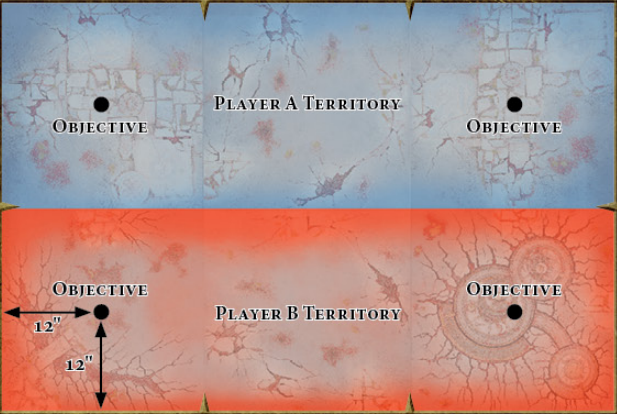 Player A Territory
Objective
Objective
Objective
Objective
Player B Territory
12"
12"